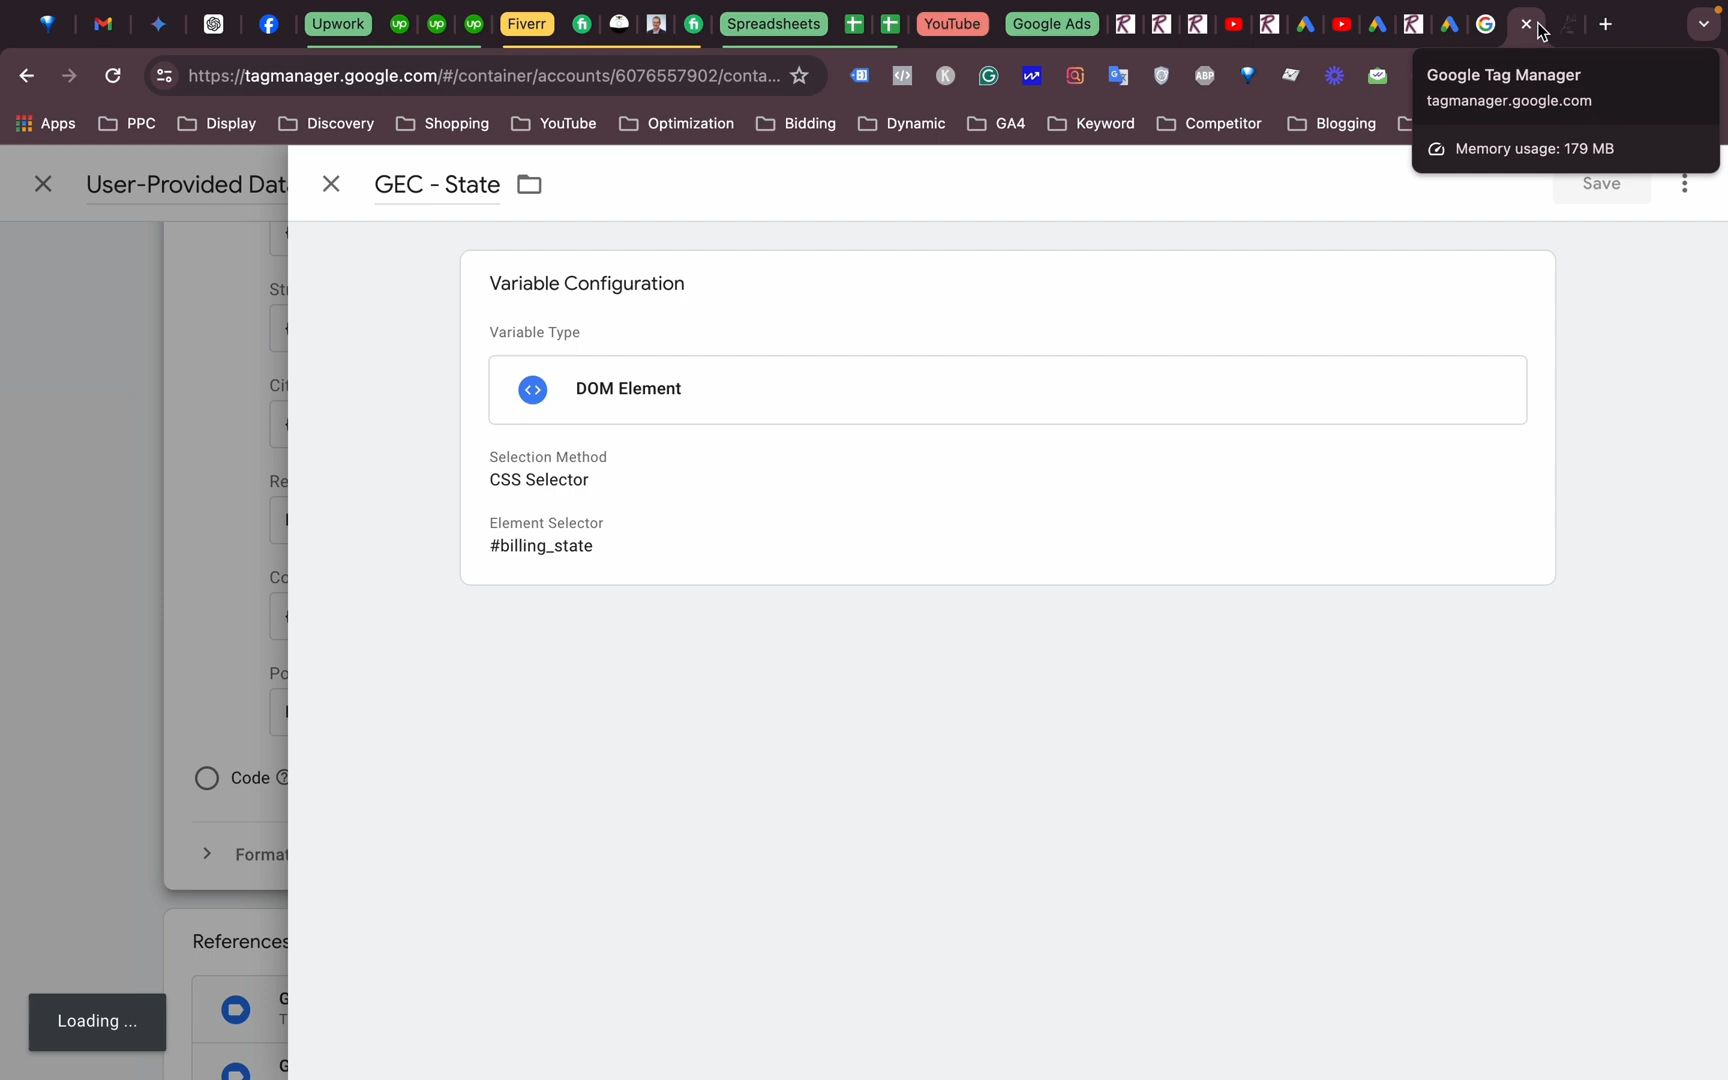 Upwork
Fiverr
Spreadsheets
YouTube
Google Ads
https://tagmanager.google.com/#/container/accounts/6076557902/conta...
Google Tag Manager
tagmanager.google.com
Memory usage: 179 MB
Apps
PPC
Display
Discovery
Shopping
YouTube
Optimization
Bidding
Dynamic
GA4
Keyword
Competitor
Blogging
User-Provided Dat
GEC - State
Save
Variable Configuration
Variable Type
DOM Element
Selection Method
CSS Selector
Element Selector
#billing_state
Str
Cit
Re
Co
Po
Code
Format
References
Loading ...